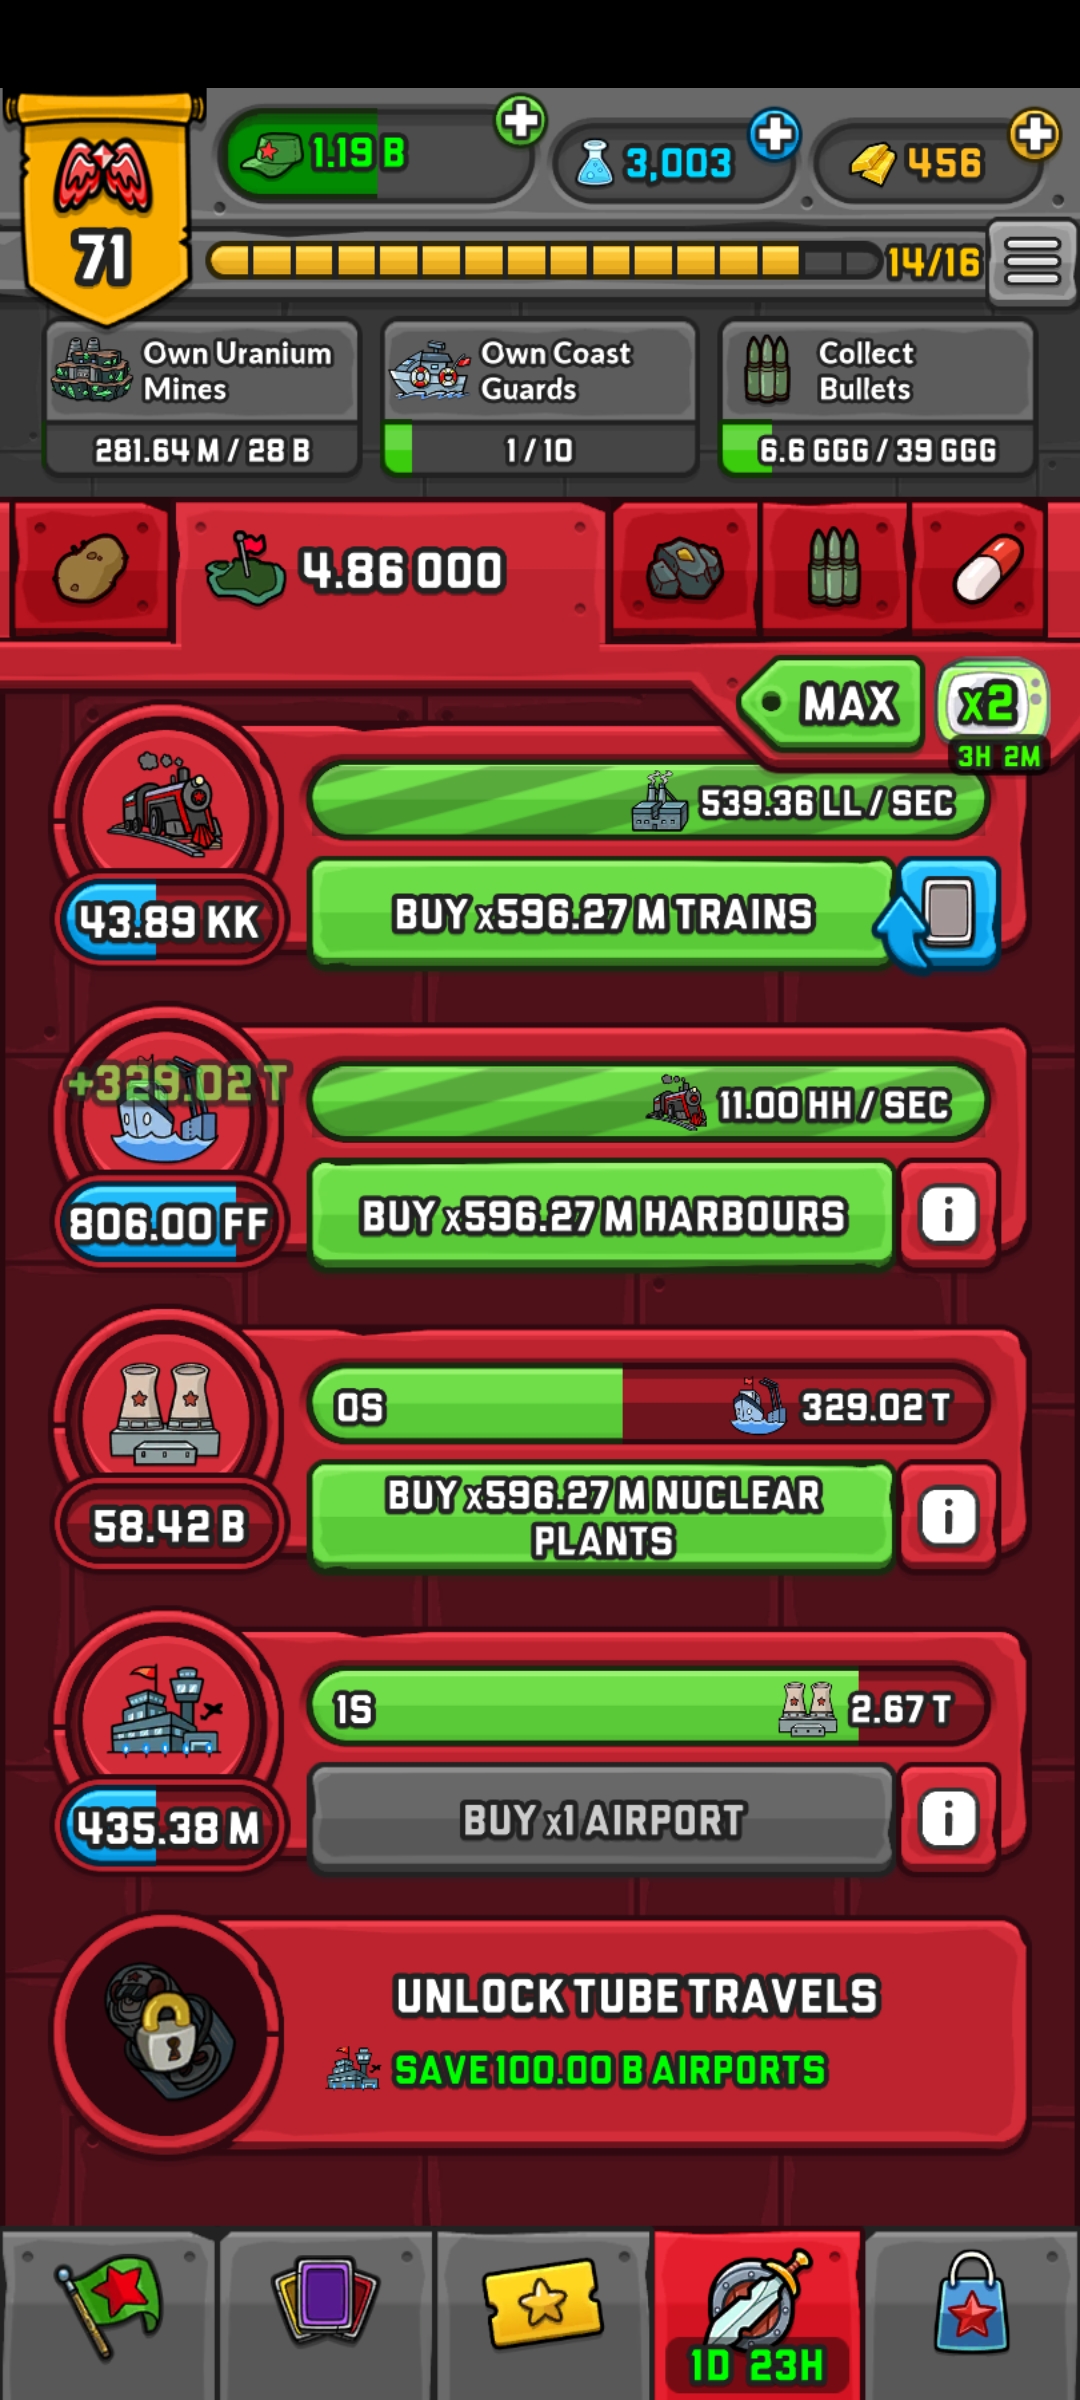 71
1.19 B
3,003
456
14/16
Own Uranium
Mines
281.64 M / 28 B
Own Coast
Guards
1 / 10
Collect
Bullets
6.6 GGG / 39 GGG
4.86 OOO
MAX
x2
3H 2M
539.36 LL / SEC
43.89 KK
BUY x596.27 M TRAINS
+329.02 T
11.00 HH / SEC
806.00 FF
BUY x596.27 M HARBOURS
i
0S
329.02 T
58.42 B
BUY x596.27 M NUCLEAR
PLANTS
i
1S
2.67 T
435.38 M
BUY x1 AIRPORT
i
UNLOCK TUBE TRAVELS
SAVE 100.00 B AIRPORTS
1D 23H